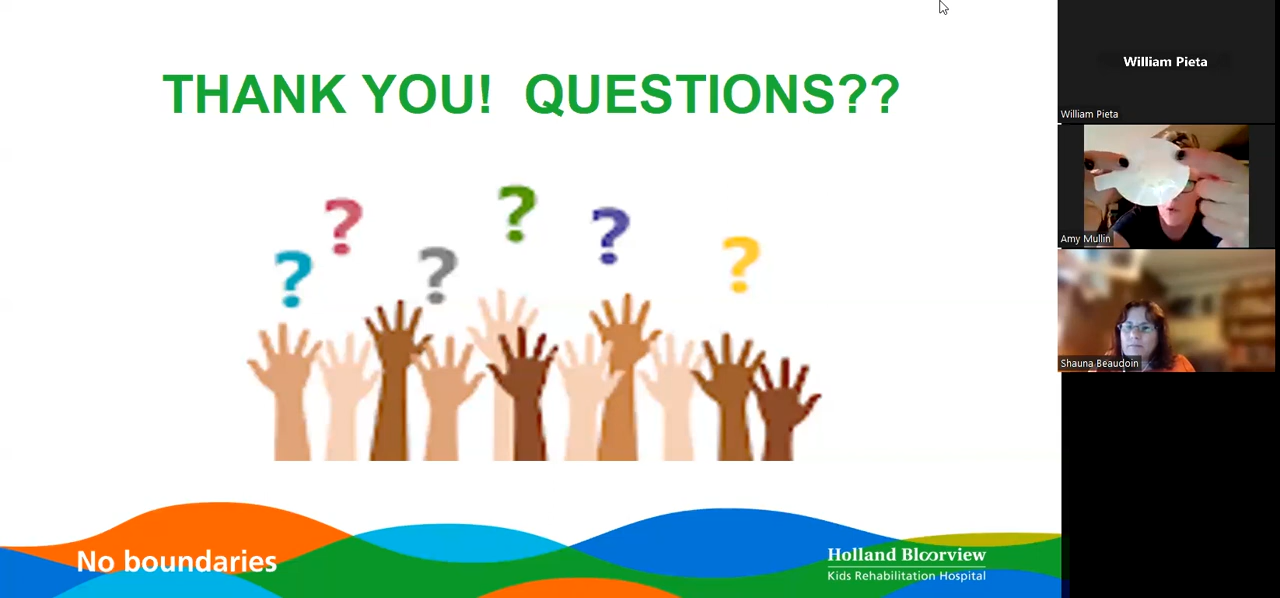 THANK YOU! QUESTIONS??
? ? ? ? ? ?
No boundaries
Holland Bloorview
Kids Rehabilitation Hospital
William Pieta
William Pieta
Amy Mullin
Shauna Beaudoin